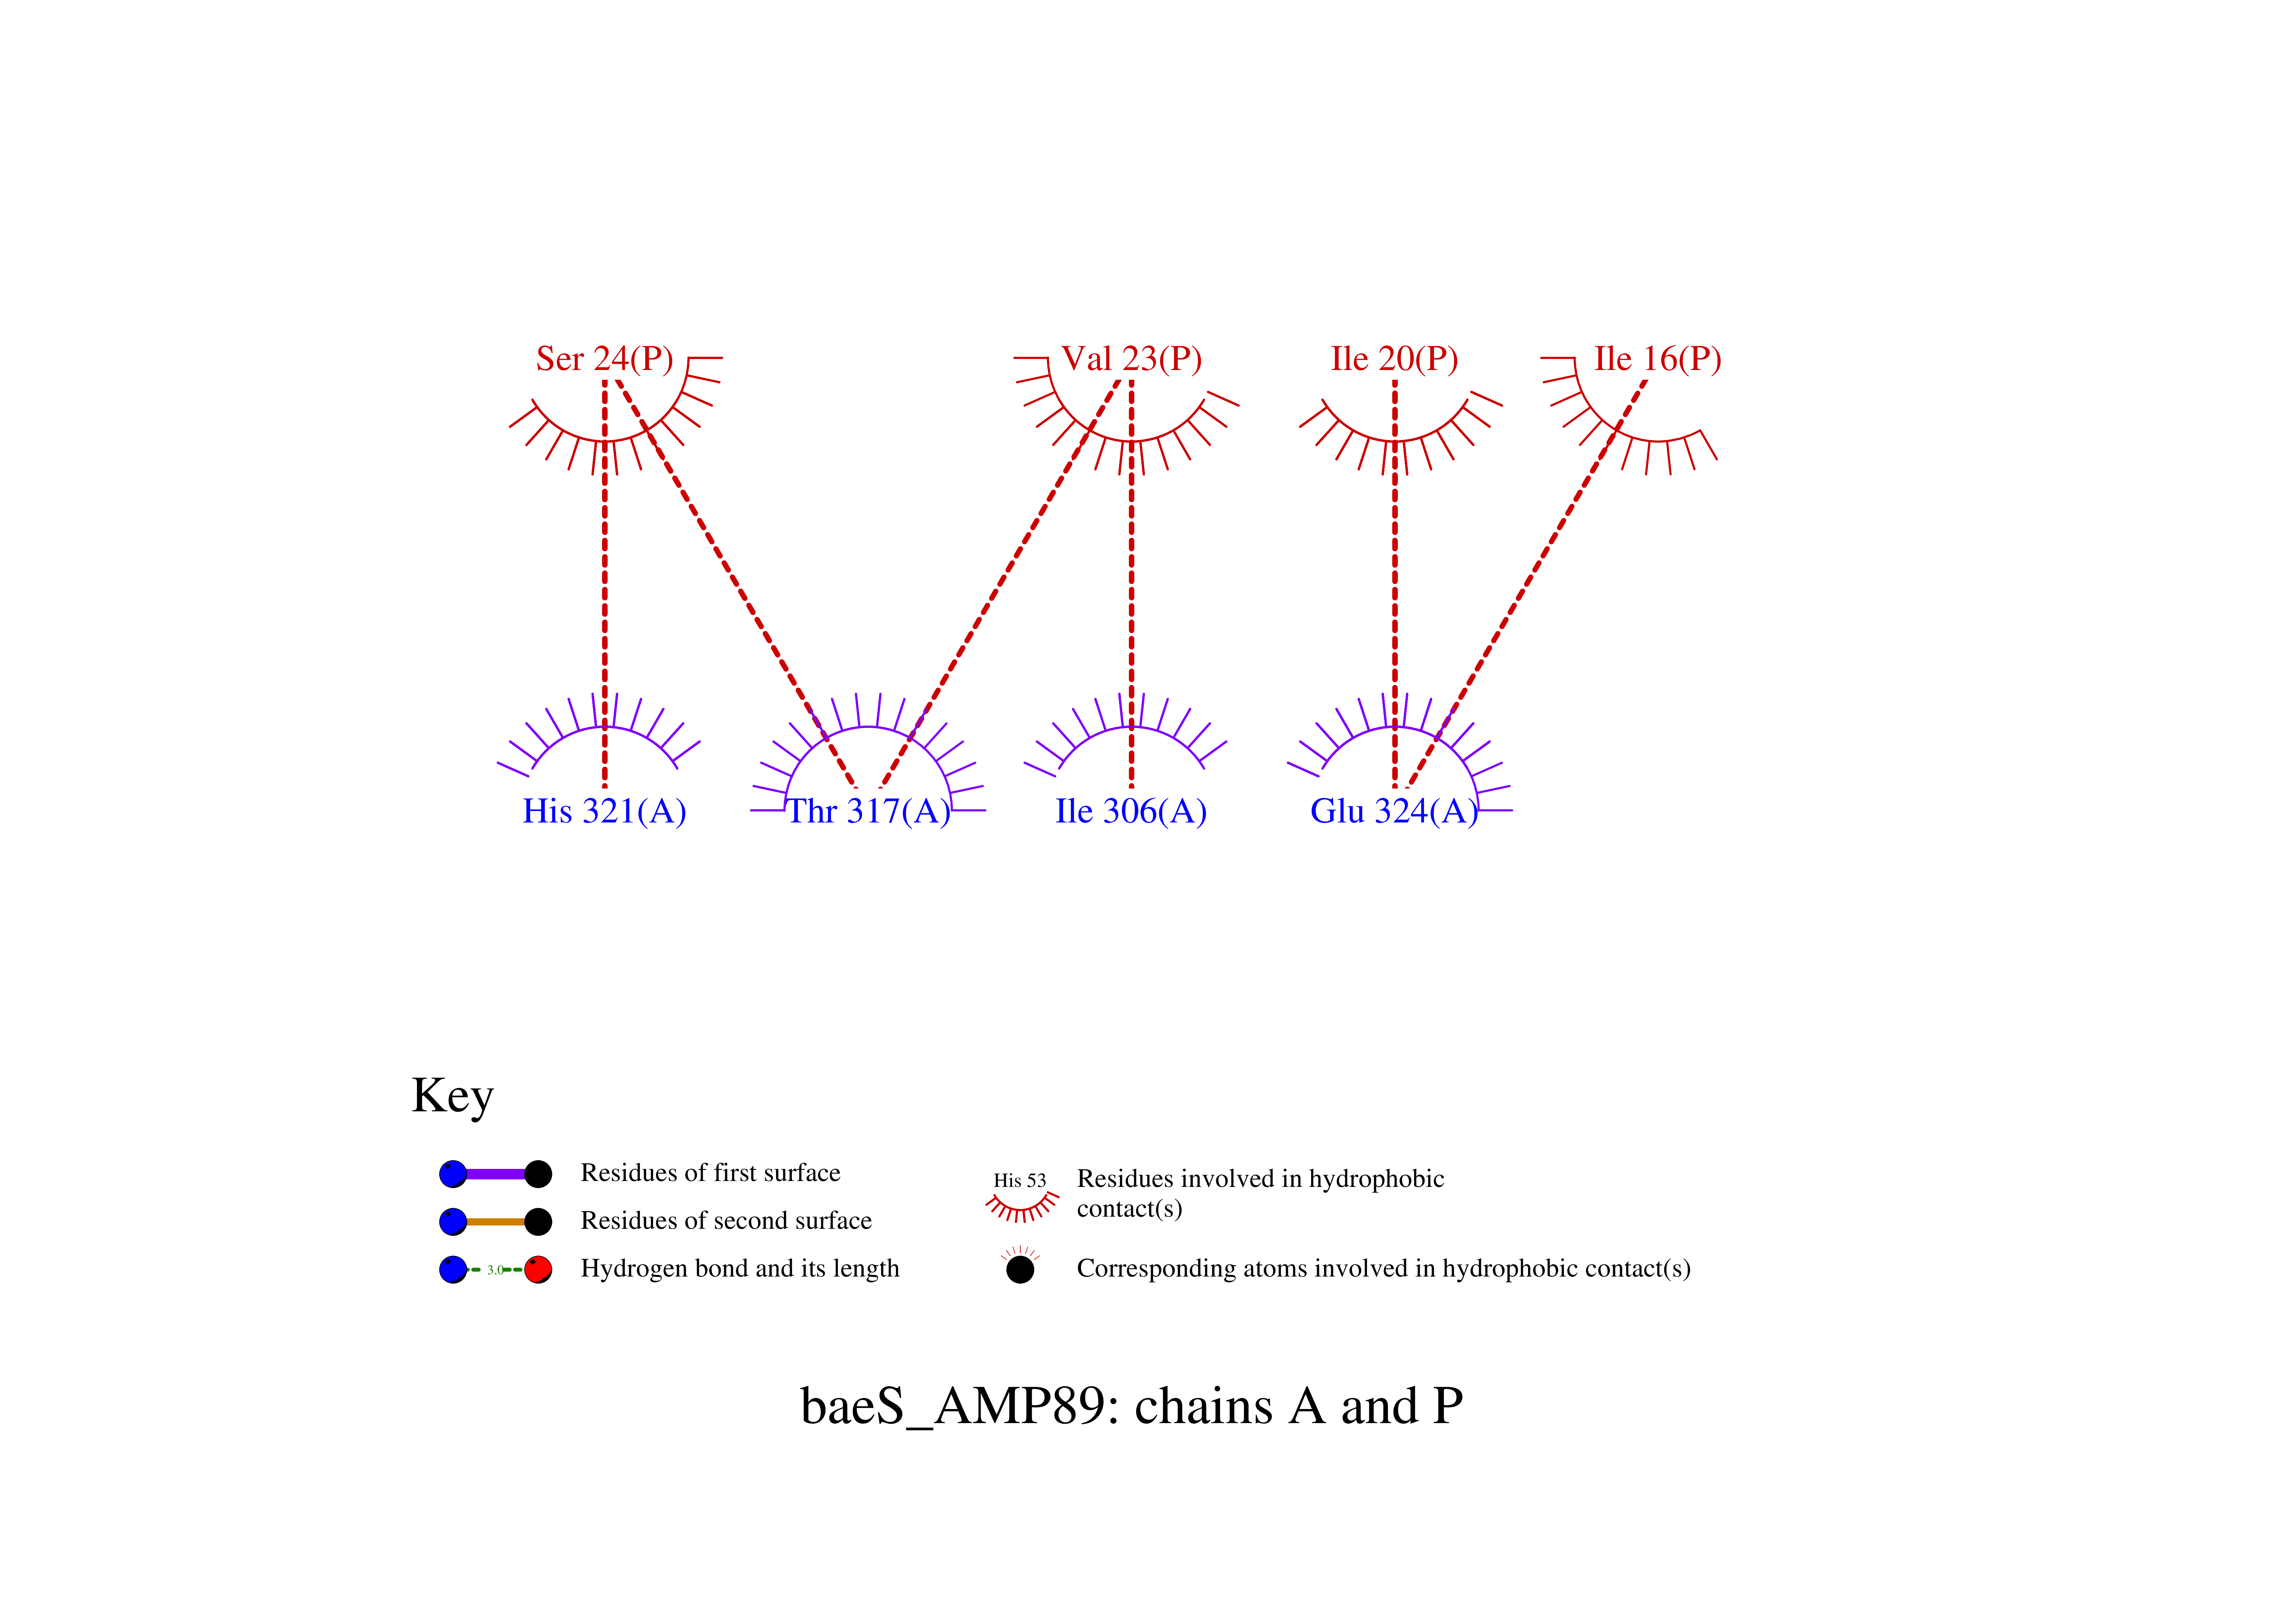 Ser 24(P) Val 23(P) Ile 20(P) Ile 16(P)
His 321(A) Thr 317(A) Ile 306(A) Glu 324(A)
Key
Residues of first surface
Residues of second surface
3.0 Hydrogen bond and its length
His 53 Residues involved in hydrophobic
contact(s)
Corresponding atoms involved in hydrophobic contact(s)
baeS_AMP89: chains A and P